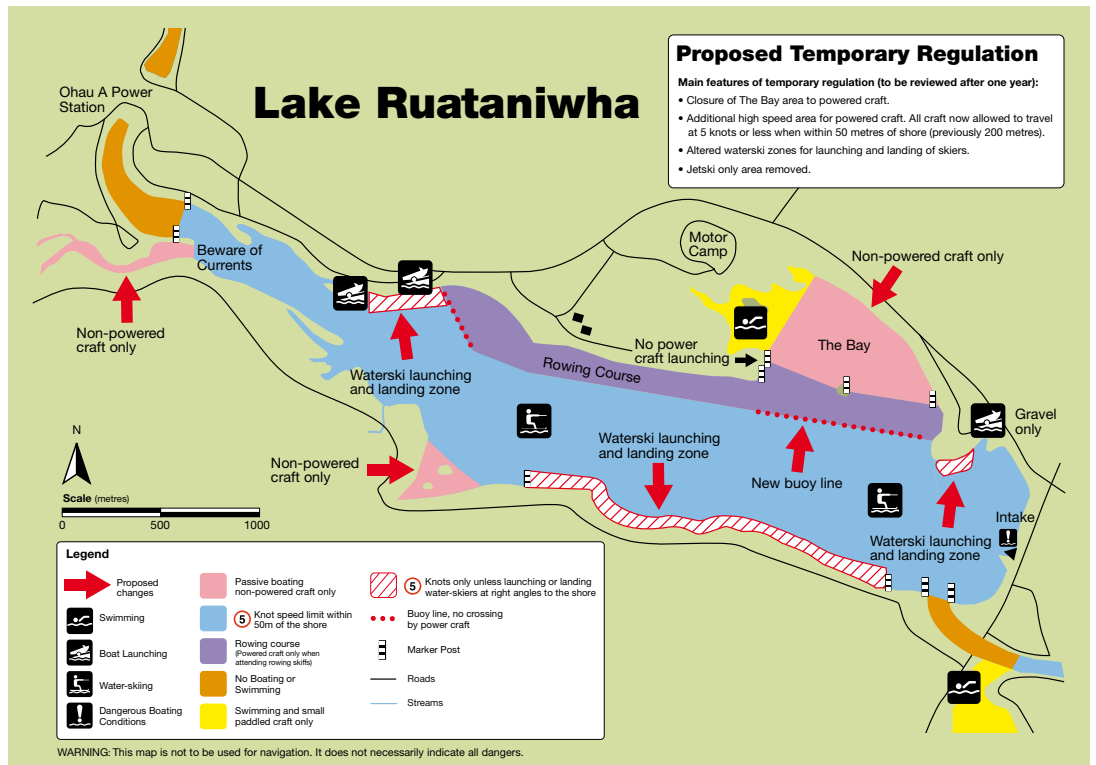 Lake Ruataniwha
Proposed Temporary Regulation
Main features of temporary regulation (to be reviewed after one year):
• Closure of The Bay area to powered craft.
• Additional high speed area for powered craft. All craft now allowed to travel
at 5 knots or less when within 50 metres of shore (previously 200 metres).
• Altered waterski zones for launching and landing of skiers.
• Jetski only area removed.
Ohau A Power
Station
Beware of
Currents
Non-powered
craft only
Waterski launching
and landing zone
Motor
Camp
Non-powered craft only
No power
craft launching
The Bay
Rowing Course
Gravel
only
Non-powered
craft only
Waterski launching
and landing zone
New buoy line
Waterski launching
and landing zone
Intake
N
Scale (metres)
0 500 1000
Legend
Proposed
changes
Swimming
Boat Launching
Water-skiing
Dangerous Boating
Conditions
Passive boating
non-powered craft only
5 Knot speed limit within
50m of the shore
Rowing course
(Powered craft only when
attending rowing skiffs)
No Boating or
Swimming
Swimming and small
paddled craft only
5 Knots only unless launching or landing
water-skiers at right angles to the shore
Buoy line, no crossing
by power craft
Marker Post
Roads
Streams
WARNING: This map is not to be used for navigation. It does not necessarily indicate all dangers.